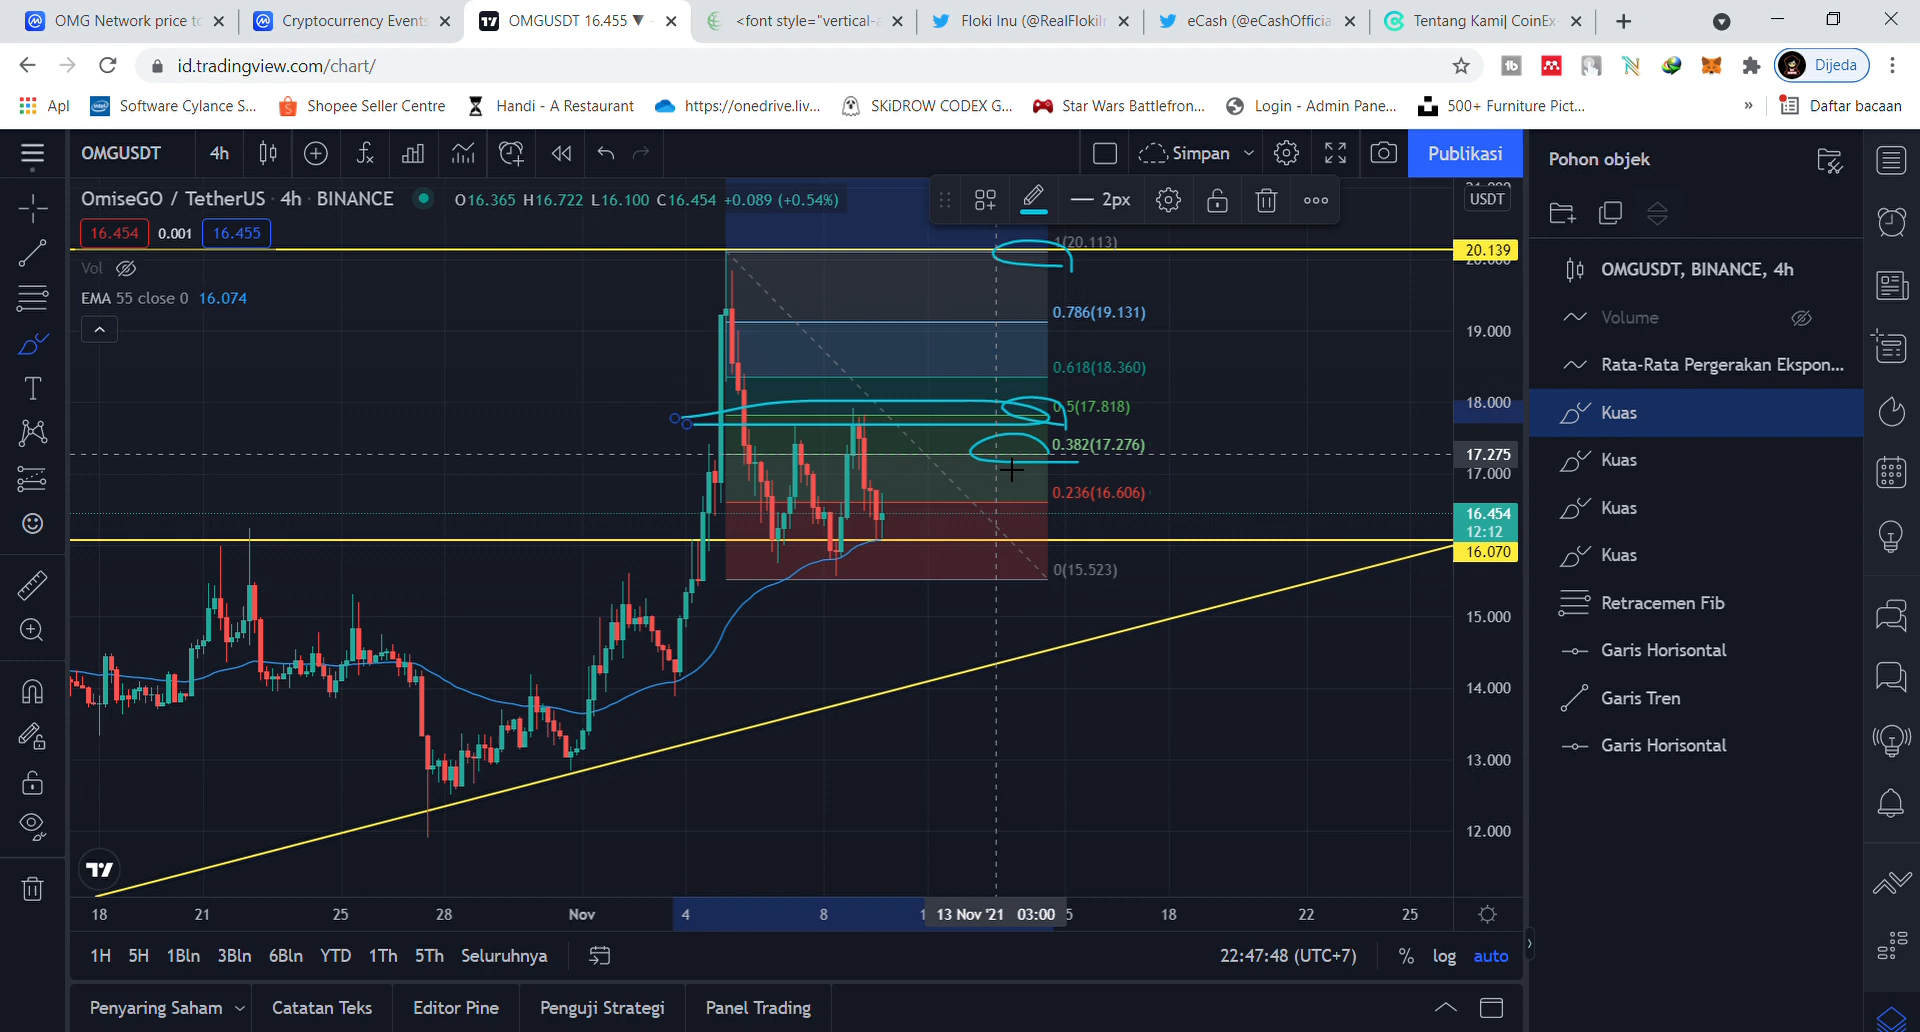 OMG Network price to
Cryptocurrency Events
OMGUSDT 16.455 ▼
<font style="vertical-a
Floki Inu (@RealFlokiIn
eCash (@eCashOfficia
Tentang Kami| CoinEx
id.tradingview.com/chart/
Dijeda
Apl
Software Cylance S...
Shopee Seller Centre
Handi - A Restaurant
https://onedrive.liv...
SKiDROW CODEX G...
Star Wars Battlefron...
Login - Admin Pane...
500+ Furniture Pict...
»
Daftar bacaan
OMGUSDT
4h
Simpan
Publikasi
Pohon objek
OmiseGO / TetherUS · 4h · BINANCE
O16.365 H16.722 L16.100 C16.454 +0.089 (+0.54%)
2px
USDT
16.454
0.001
16.455
Vol
EMA 55 close 0 16.074
1(20.113)
0.786(19.131)
0.618(18.360)
0.5(17.818)
0.382(17.276)
0.236(16.606)
0(15.523)
20.139
20.000
19.000
18.000
17.275
17.000
16.454
12:12
16.070
15.000
14.000
13.000
12.000
OMGUSDT, BINANCE, 4h
Volume
Rata-Rata Pergerakan Ekspon...
Kuas
Kuas
Kuas
Kuas
Retracemen Fib
Garis Horisontal
Garis Tren
Garis Horisontal
18
21
25
28
Nov
4
8
13 Nov '21 03:00
18
22
25
1H
5H
1Bln
3Bln
6Bln
YTD
1Th
5Th
Seluruhnya
22:47:48 (UTC+7)
%
log
auto
Penyaring Saham
Catatan Teks
Editor Pine
Penguji Strategi
Panel Trading